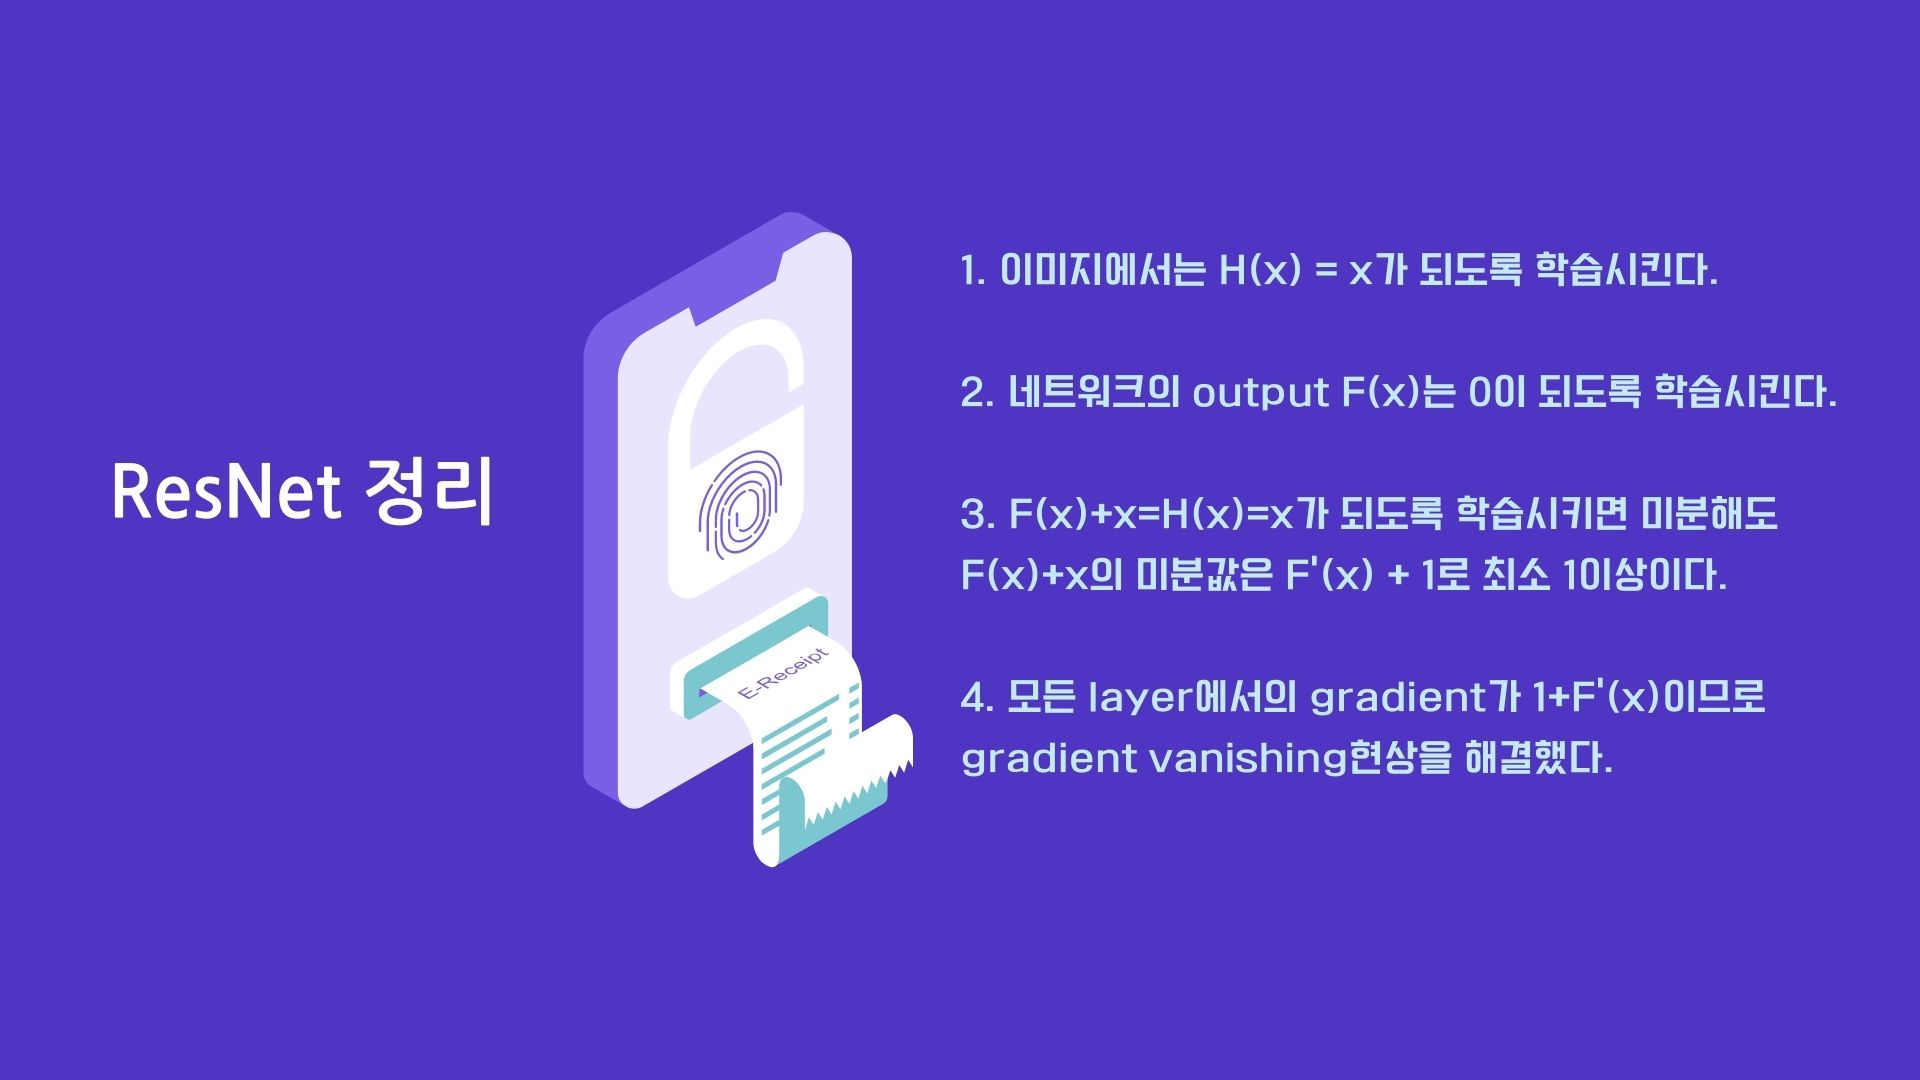 ResNet 정리
E-Receipt
1. 이미지에서는 H(x) = x가 되도록 학습시킨다.
2. 네트워크의 output F(x)는 0이 되도록 학습시킨다.
3. F(x)+x=H(x)=x가 되도록 학습시키면 미분해도
F(x)+x의 미분값은 F'(x) + 1로 최소 1이상이다.
4. 모든 layer에서의 gradient가 1+F'(x)이므로
gradient vanishing현상을 해결했다.